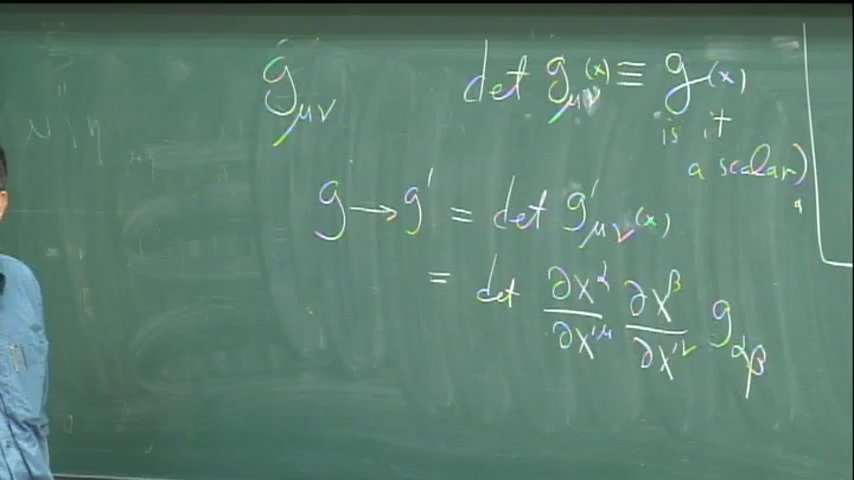 g_{μν} det g_{μν}(x) ≡ g(x)
is it
a scalar?
g → g' = det g'_{μν}(x)
= det ∂x^α/∂x'^μ ∂x^β/∂x'^ν g_{αβ}